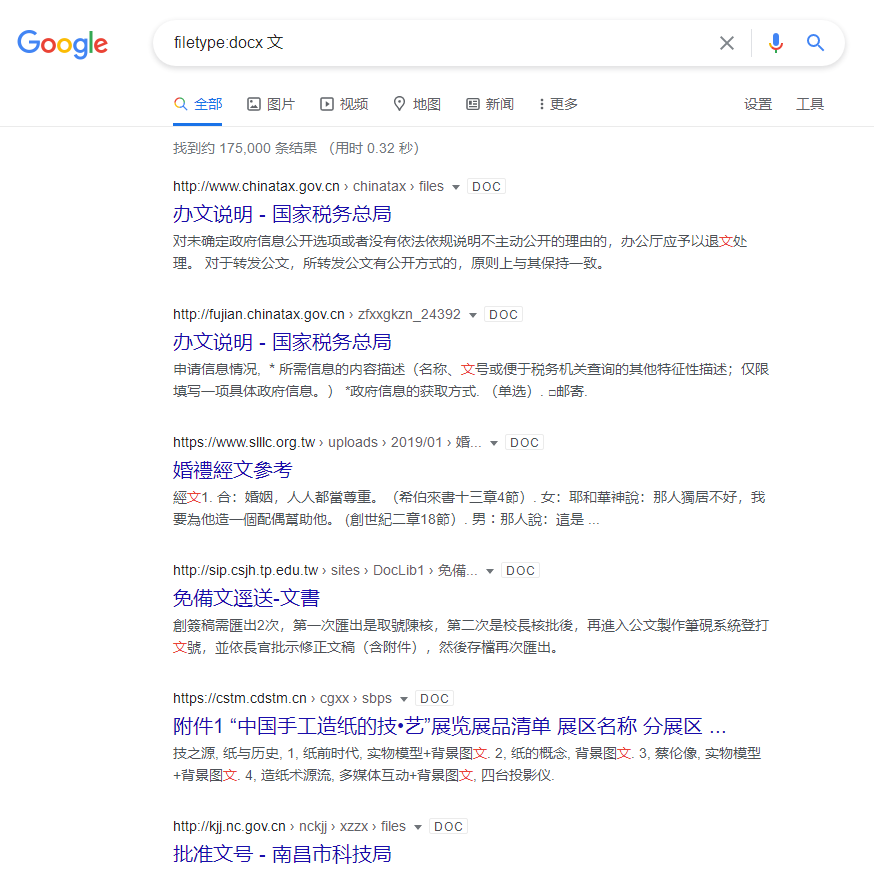 Google
filetype:docx 文
全部 图片 视频 地图 新闻 更多 设置 工具
找到约 175,000 条结果 （用时 0.32 秒）
http://www.chinatax.gov.cn › chinatax › files DOC
办文说明 - 国家税务总局
对未确定政府信息公开选项或者没有依法依规说明不主动公开的理由的，办公厅应予以退文处
理。 对于转发公文，所转发公文有公开方式的，原则上与其保持一致。
http://fujian.chinatax.gov.cn › zfxxgkzn_24392 DOC
办文说明 - 国家税务总局
申请信息情况, * 所需信息的内容描述（名称、文号或便于税务机关查询的其他特征性描述；仅限
填写一项具体政府信息。） *政府信息的获取方式. （单选）. □邮寄.
https://www.slllc.org.tw › uploads › 2019/01 › 婚... DOC
婚禮經文參考
經文1. 合：婚姻，人人都當尊重。（希伯來書十三章4節）. 女：耶和華神說：那人獨居不好，我
要為他造一個配偶幫助他。 (創世紀二章18節）. 男：那人說：這是 ...
http://sip.csjh.tp.edu.tw › sites › DocLib1 › 免備... DOC
免備文逕送-文書
創簽稿需匯出2次，第一次匯出是取號陳核，第二次是校長核批後，再進入公文製作筆硯系統登打
文號，並依長官批示修正文稿（含附件），然後存檔再次匯出。
https://cstm.cdstm.cn › cgxx › sbps DOC
附件1 “中国手工造纸的技•艺”展览展品清单 展区名称 分展区 ...
技之源, 纸与历史, 1, 纸前时代, 实物模型+背景图文. 2, 纸的概念, 背景图文. 3, 蔡伦像, 实物模型
+背景图文. 4, 造纸术源流, 多媒体互动+背景图文, 四台投影仪.
http://kjj.nc.gov.cn › nckjj › xzzx › files DOC
批准文号 - 南昌市科技局